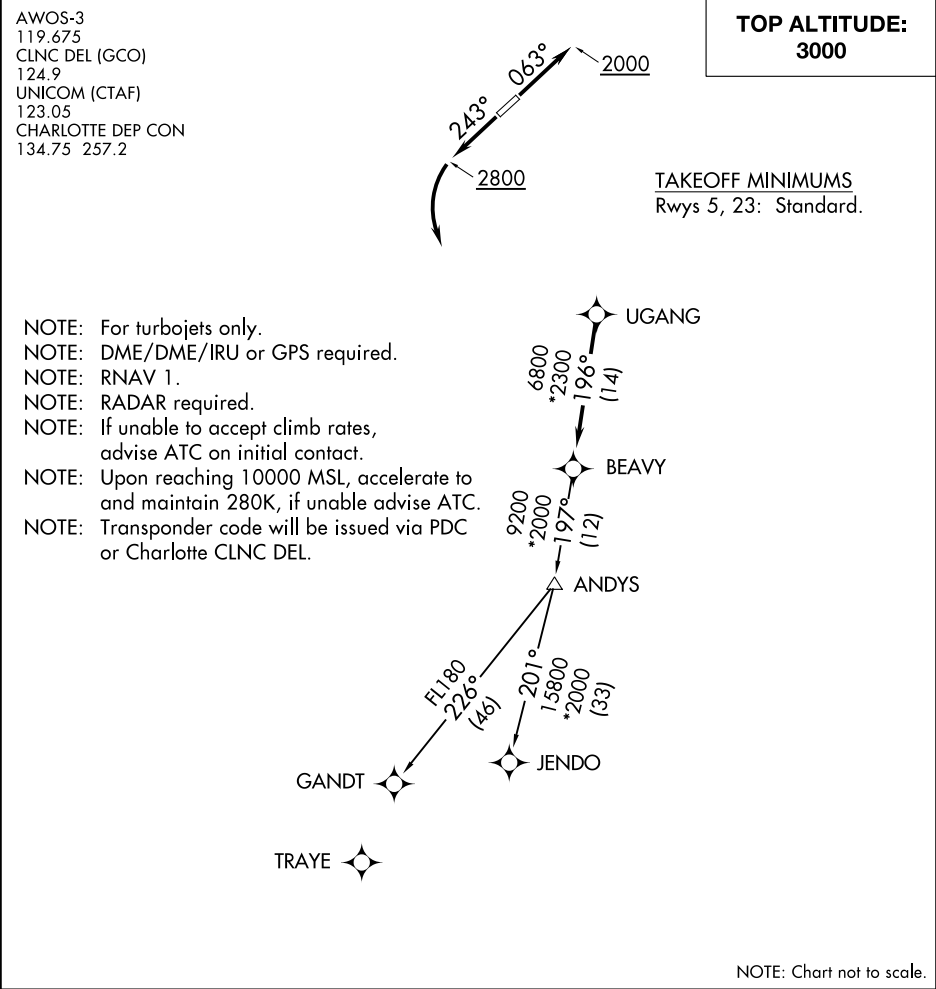 AWOS-3
119.675
CLNC DEL (GCO)
124.9
UNICOM (CTAF)
123.05
CHARLOTTE DEP CON
134.75 257.2
TOP ALTITUDE:
3000
063°
2000
243°
2800
TAKEOFF MINIMUMS
Rwys 5, 23: Standard.
NOTE: For turbojets only.
NOTE: DME/DME/IRU or GPS required.
NOTE: RNAV 1.
NOTE: RADAR required.
NOTE: If unable to accept climb rates,
advise ATC on initial contact.
NOTE: Upon reaching 10000 MSL, accelerate to
and maintain 280K, if unable advise ATC.
NOTE: Transponder code will be issued via PDC
or Charlotte CLNC DEL.
UGANG
6800
*2300
196°
(14)
BEAVY
9200
*2000
197°
(12)
ANDYS
FL180
226°
(46)
201°
15800
*2000
(33)
GANDT
JENDO
TRAYE
NOTE: Chart not to scale.